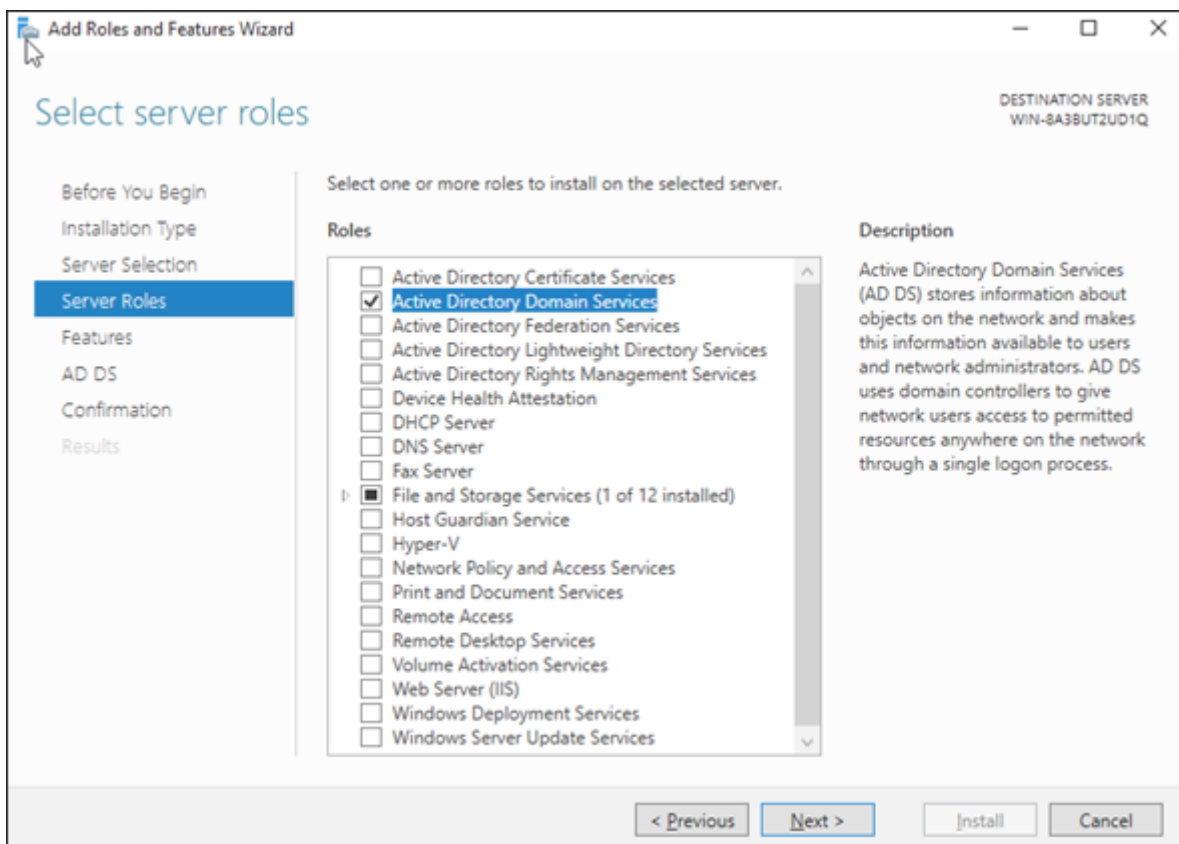 Add Roles and Features Wizard
Select server roles
DESTINATION SERVER
WIN-8A3BUT2UD1Q
Before You Begin
Installation Type
Server Selection
Server Roles
Features
AD DS
Confirmation
Results
Select one or more roles to install on the selected server.
Roles
Active Directory Certificate Services
Active Directory Domain Services
Active Directory Federation Services
Active Directory Lightweight Directory Services
Active Directory Rights Management Services
Device Health Attestation
DHCP Server
DNS Server
Fax Server
File and Storage Services (1 of 12 installed)
Host Guardian Service
Hyper-V
Network Policy and Access Services
Print and Document Services
Remote Access
Remote Desktop Services
Volume Activation Services
Web Server (IIS)
Windows Deployment Services
Windows Server Update Services
Description
Active Directory Domain Services
(AD DS) stores information about
objects on the network and makes
this information available to users
and network administrators. AD DS
uses domain controllers to give
network users access to permitted
resources anywhere on the network
through a single logon process.
< Previous
Next >
Install
Cancel